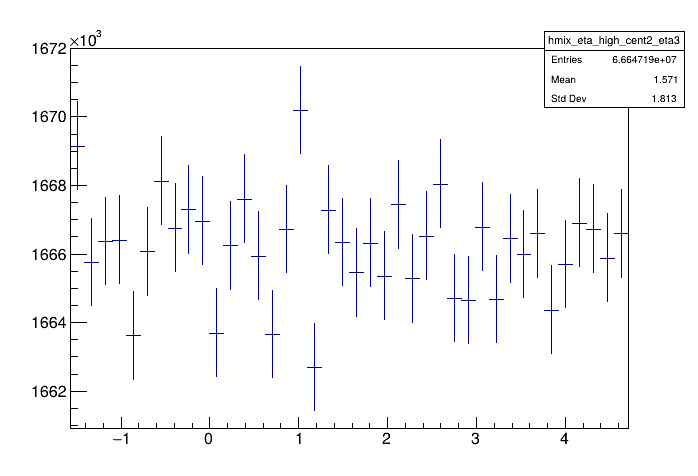 ×10³
hmix_eta_high_cent2_eta3
Entries 6.664719e+07
Mean 1.571
Std Dev 1.813
1672
1670
1668
1666
1664
1662
−1 0 1 2 3 4